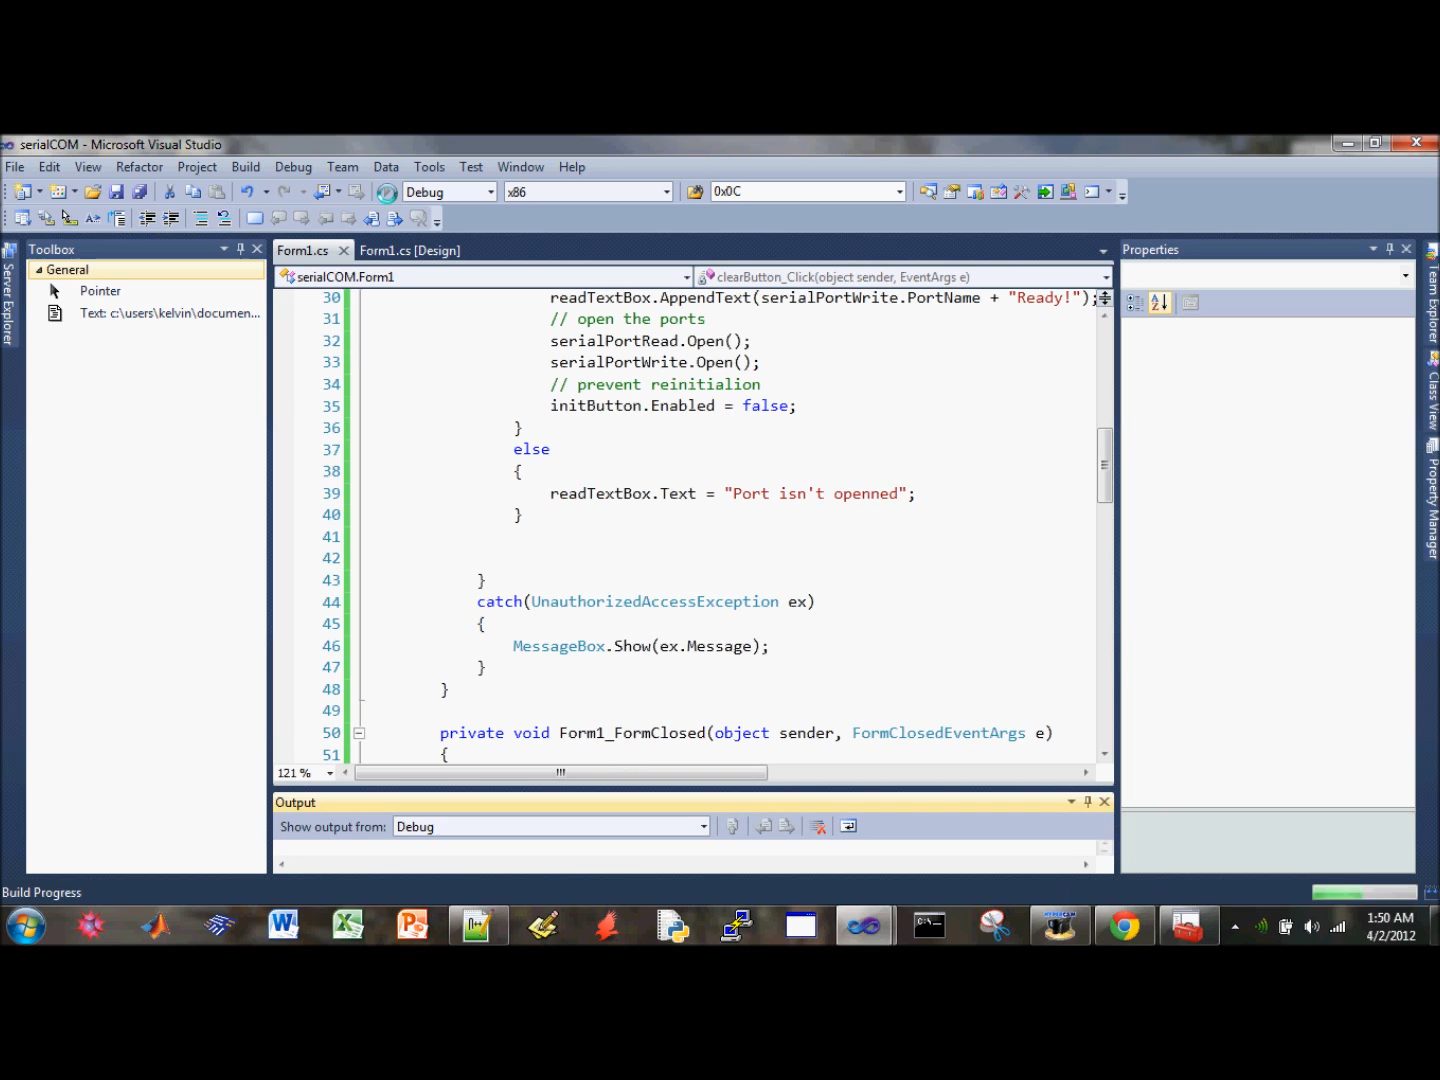 serialCOM - Microsoft Visual Studio
File Edit View Refactor Project Build Debug Team Data Tools Test Window Help
Debug x86 0x0C
Toolbox
General
Pointer
Text: c:\users\kelvin\documen...
Server Explorer
Form1.cs Form1.cs [Design]
serialCOM.Form1 clearButton_Click(object sender, EventArgs e)
30 readTextBox.AppendText(serialPortWrite.PortName + "Ready!");
31 // open the ports
32 serialPortRead.Open();
33 serialPortWrite.Open();
34 // prevent reinitialion
35 initButton.Enabled = false;
36 }
37 else
38 {
39 readTextBox.Text = "Port isn't openned";
40 }
41
42
43 }
44 catch(UnauthorizedAccessException ex)
45 {
46 MessageBox.Show(ex.Message);
47 }
48 }
49
50 private void Form1_FormClosed(object sender, FormClosedEventArgs e)
51 {
121 %
Output
Show output from: Debug
Properties
Team Explorer
Class View
Property Manager
Build Progress
1:50 AM
4/2/2012